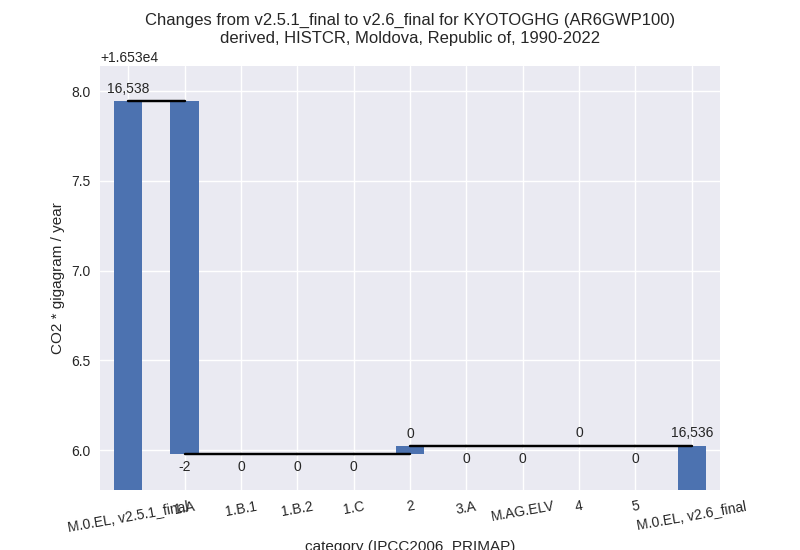 Changes from v2.5.1_final to v2.6_final for KYOTOGHG (AR6GWP100)
derived, HISTCR, Moldova, Republic of, 1990-2022
+1.653e4
8.0
7.5
7.0
6.5
6.0
CO2 * gigagram / year
16,538
-2
0
0
0
0
0
0
0
0
16,536
M.0.EL, v2.5.1_final
1.A
1.B.1
1.B.2
1.C
2
3.A
M.AG.ELV
4
5
M.0.EL, v2.6_final
category (IPCC2006_PRIMAP)